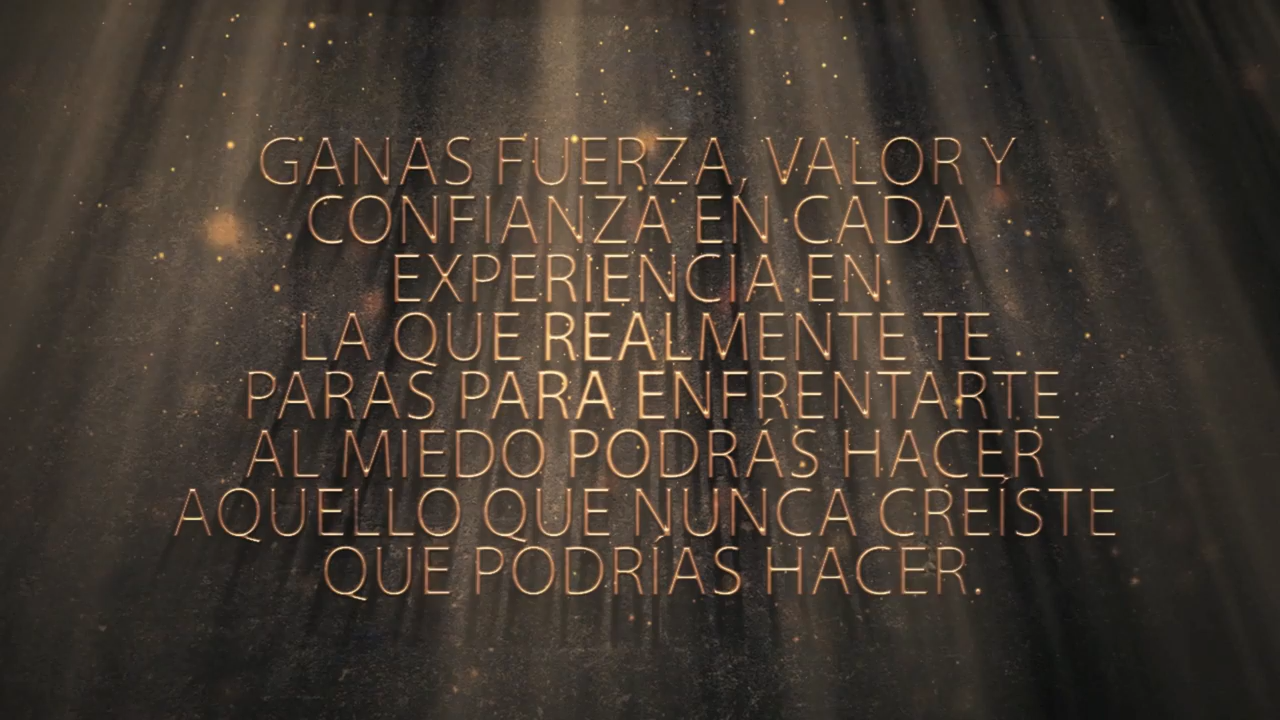 GANAS FUERZA, VALOR Y
CONFIANZA EN CADA
EXPERIENCIA EN
LA QUE REALMENTE TE
PARAS PARA ENFRENTARTE
AL MIEDO PODRÁS HACER
AQUELLO QUE NUNCA CREÍSTE
QUE PODRÍAS HACER.